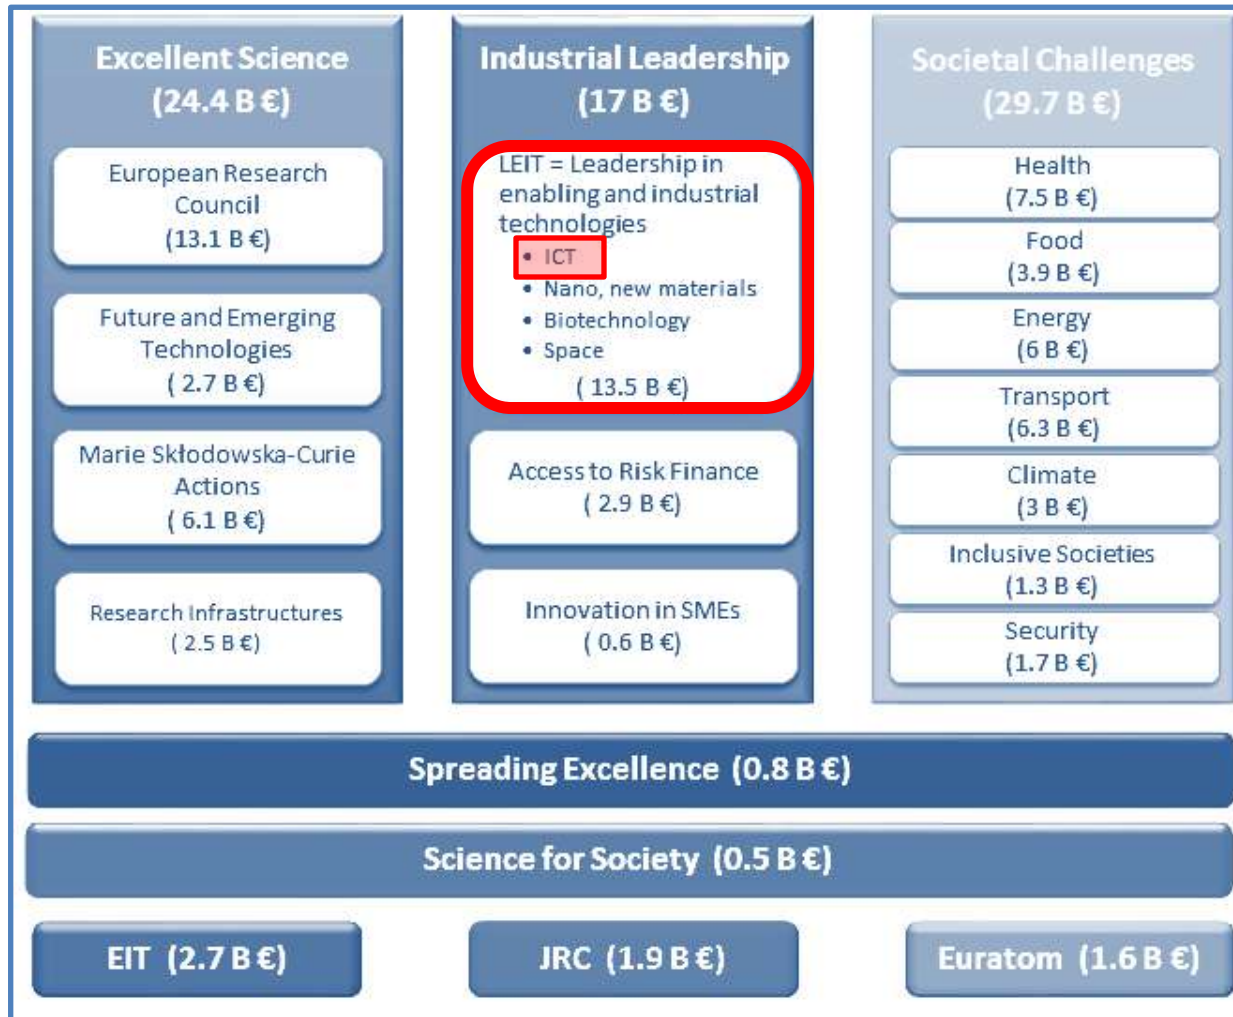 Excellent Science
(24.4 B €)
European Research
Council
(13.1 B €)
Future and Emerging
Technologies
( 2.7 B €)
Marie Skłodowska-Curie
Actions
( 6.1 B €)
Research Infrastructures
( 2.5 B €)
Industrial Leadership
(17 B €)
LEIT = Leadership in
enabling and industrial
technologies
• ICT
• Nano, new materials
• Biotechnology
• Space
( 13.5 B €)
Access to Risk Finance
( 2.9 B €)
Innovation in SMEs
( 0.6 B €)
Societal Challenges
(29.7 B €)
Health
(7.5 B €)
Food
(3.9 B €)
Energy
(6 B €)
Transport
(6.3 B €)
Climate
(3 B €)
Inclusive Societies
(1.3 B €)
Security
(1.7 B €)
Spreading Excellence (0.8 B €)
Science for Society (0.5 B €)
EIT (2.7 B €)
JRC (1.9 B €)
Euratom (1.6 B €)